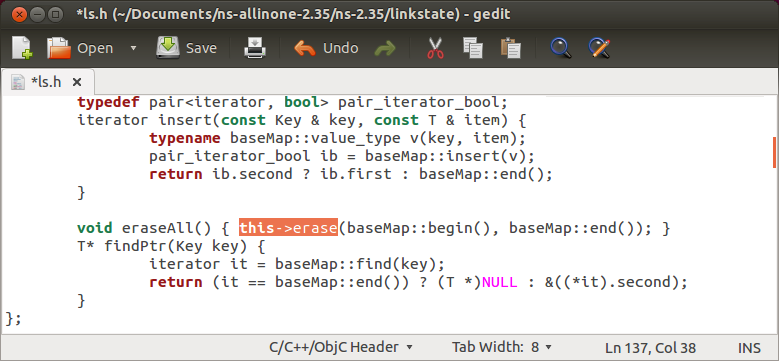 *ls.h (~/Documents/ns-allinone-2.35/ns-2.35/linkstate) - gedit
Open Save Undo
*ls.h
typedef pair<iterator, bool> pair_iterator_bool;
iterator insert(const Key & key, const T & item) {
typename baseMap::value_type v(key, item);
pair_iterator_bool ib = baseMap::insert(v);
return ib.second ? ib.first : baseMap::end();
}
void eraseAll() { this->erase(baseMap::begin(), baseMap::end()); }
T* findPtr(Key key) {
iterator it = baseMap::find(key);
return (it == baseMap::end()) ? (T *)NULL : &((*it).second);
}
};
C/C++/ObjC Header Tab Width: 8 Ln 137, Col 38 INS